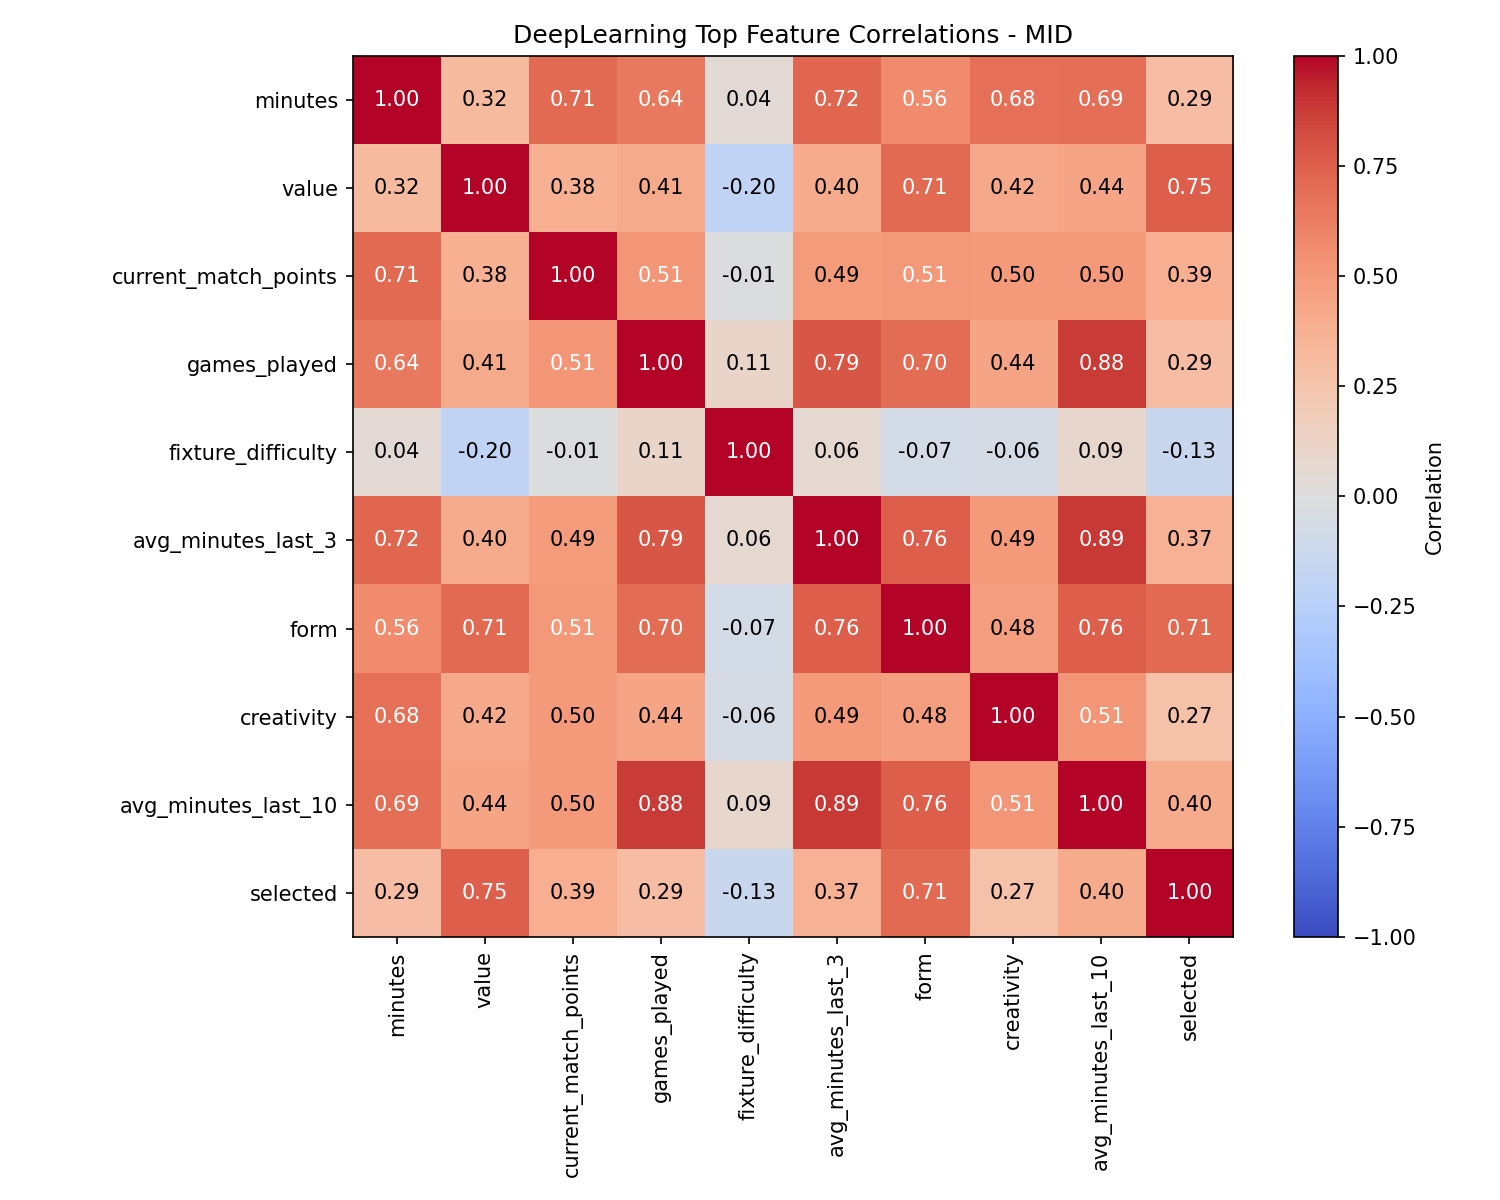 DeepLearning Top Feature Correlations - MID
minutes 1.00 0.32 0.71 0.64 0.04 0.72 0.56 0.68 0.69 0.29
value 0.32 1.00 0.38 0.41 -0.20 0.40 0.71 0.42 0.44 0.75
current_match_points 0.71 0.38 1.00 0.51 -0.01 0.49 0.51 0.50 0.50 0.39
games_played 0.64 0.41 0.51 1.00 0.11 0.79 0.70 0.44 0.88 0.29
fixture_difficulty 0.04 -0.20 -0.01 0.11 1.00 0.06 -0.07 -0.06 0.09 -0.13
avg_minutes_last_3 0.72 0.40 0.49 0.79 0.06 1.00 0.76 0.49 0.89 0.37
form 0.56 0.71 0.51 0.70 -0.07 0.76 1.00 0.48 0.76 0.71
creativity 0.68 0.42 0.50 0.44 -0.06 0.49 0.48 1.00 0.51 0.27
avg_minutes_last_10 0.69 0.44 0.50 0.88 0.09 0.89 0.76 0.51 1.00 0.40
selected 0.29 0.75 0.39 0.29 -0.13 0.37 0.71 0.27 0.40 1.00
minutes
value
current_match_points
games_played
fixture_difficulty
avg_minutes_last_3
form
creativity
avg_minutes_last_10
selected
1.00
0.75
0.50
0.25
0.00
−0.25
−0.50
−0.75
−1.00
Correlation